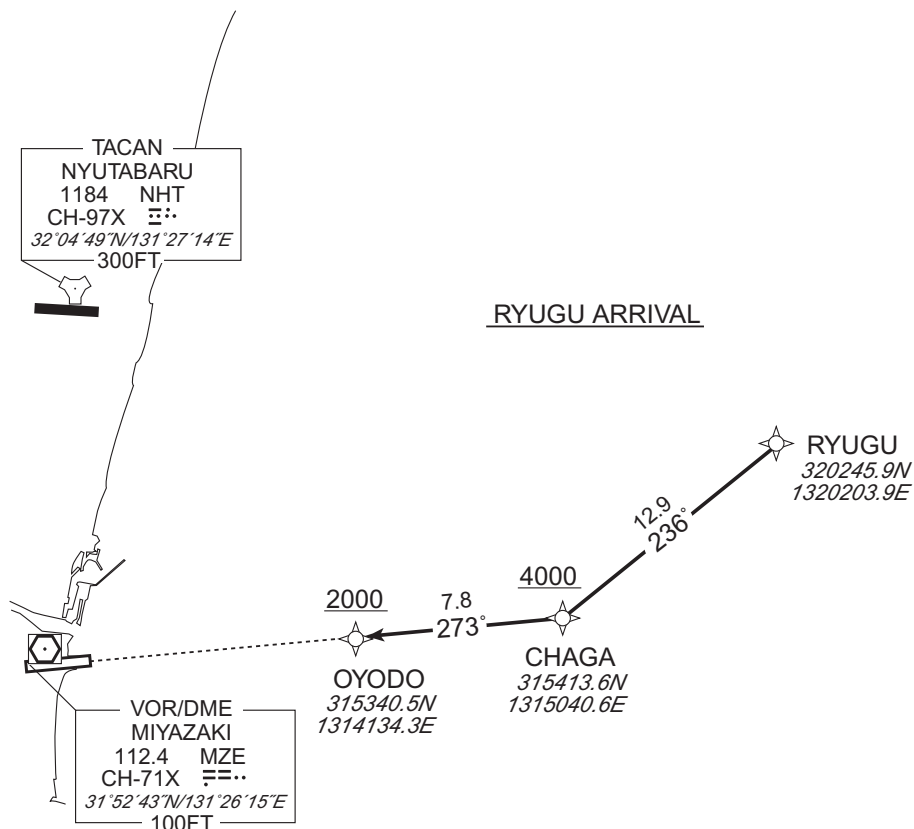 TACAN
NYUTABARU
1184 NHT
CH-97X
32°04´49˝N/131°27´14˝E
300FT
RYUGU ARRIVAL
RYUGU
320245.9N
1320203.9E
12.9
236°
4000
CHAGA
315413.6N
1315040.6E
7.8
273°
2000
OYODO
315340.5N
1314134.3E
VOR/DME
MIYAZAKI
112.4 MZE
CH-71X
31°52´43˝N/131°26´15˝E
100FT